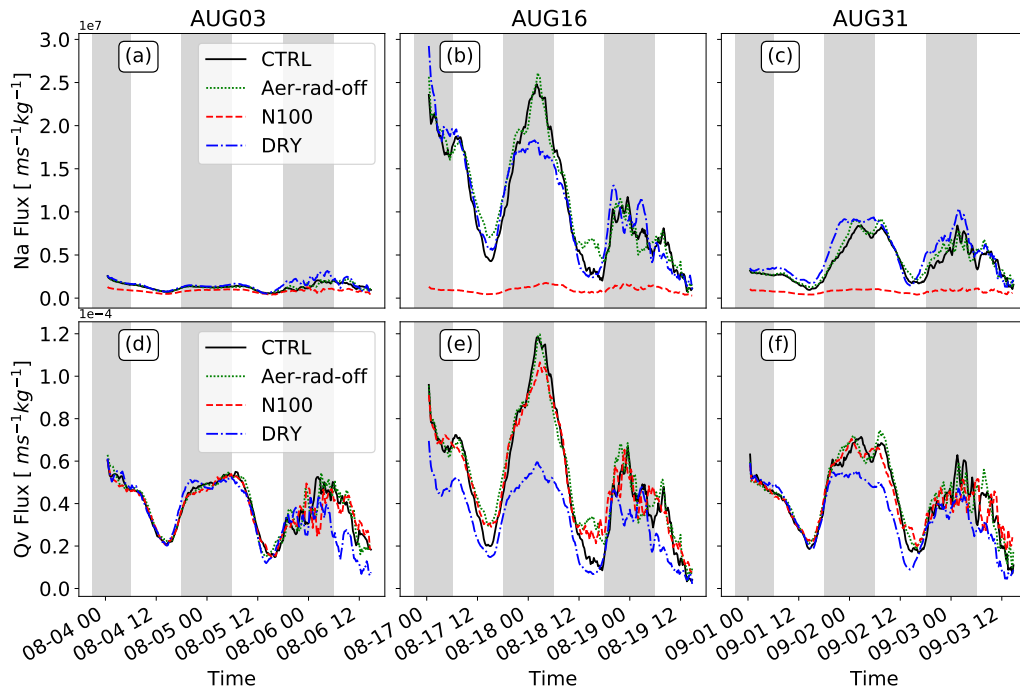 AUG03 AUG16 AUG31
1e7
(a) (b) (c)
CTRL
Aer-rad-off
N100
DRY
3.0
2.5
2.0
1.5
1.0
0.5
0.0
Na Flux [ ms⁻¹kg⁻¹]
1e−4
(d) (e) (f)
CTRL
Aer-rad-off
N100
DRY
1.2
1.0
0.8
0.6
0.4
0.2
0.0
Qv Flux [ ms⁻¹kg⁻¹]
08-04 00 08-04 12 08-05 00 08-05 12 08-06 00 08-06 12 08-17 00 08-17 12 08-18 00 08-18 12 08-19 00 08-19 12 09-01 00 09-01 12 09-02 00 09-02 12 09-03 00 09-03 12
Time Time Time